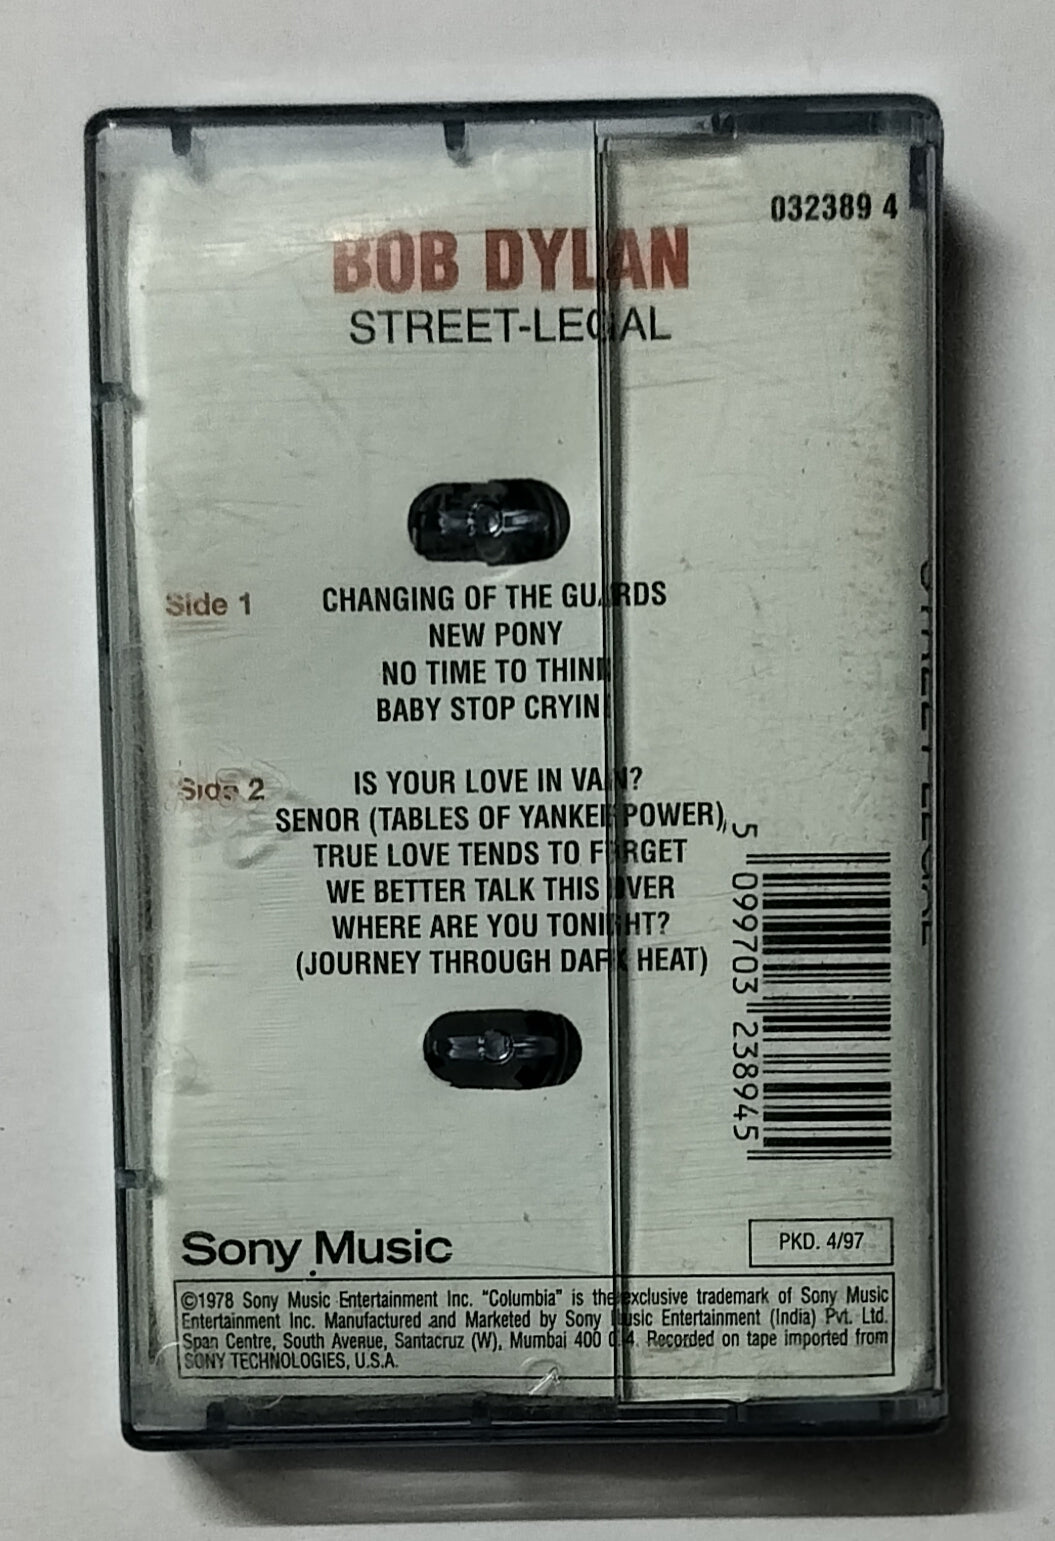 032389 4
BOB DYLAN
STREET-LEGAL
Side 1
CHANGING OF THE GUARDS
NEW PONY
NO TIME TO THINK
BABY STOP CRYIN
Side 2
IS YOUR LOVE IN VAIN?
SENOR (TABLES OF YANKEE POWER),
TRUE LOVE TENDS TO FORGET
WE BETTER TALK THIS OVER
WHERE ARE YOU TONIGHT?
(JOURNEY THROUGH DARK HEAT)
5 099703 238945
STREET-LEGAL
Sony Music
PKD. 4/97
©1978 Sony Music Entertainment Inc. "Columbia" is the exclusive trademark of Sony Music
Entertainment Inc. Manufactured and Marketed by Sony Music Entertainment (India) Pvt. Ltd.
Span Centre, South Avenue, Santacruz (W), Mumbai 400 Recorded on tape imported from
SONY TECHNOLOGIES, U.S.A.